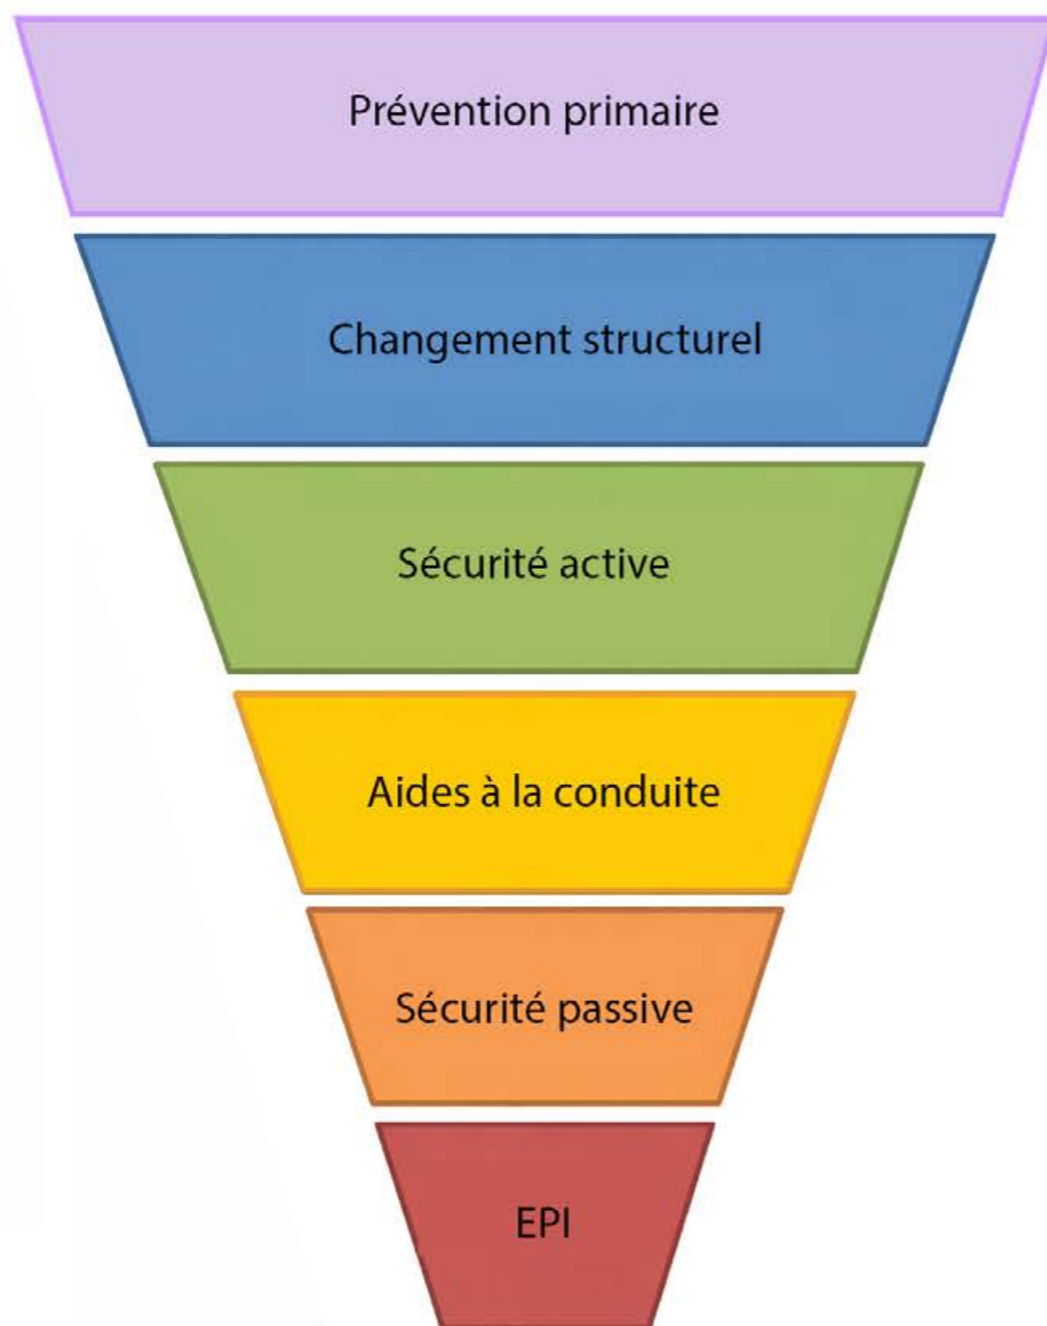 Prévention primaire
Changement structurel
Sécurité active
Aides à la conduite
Sécurité passive
EPI